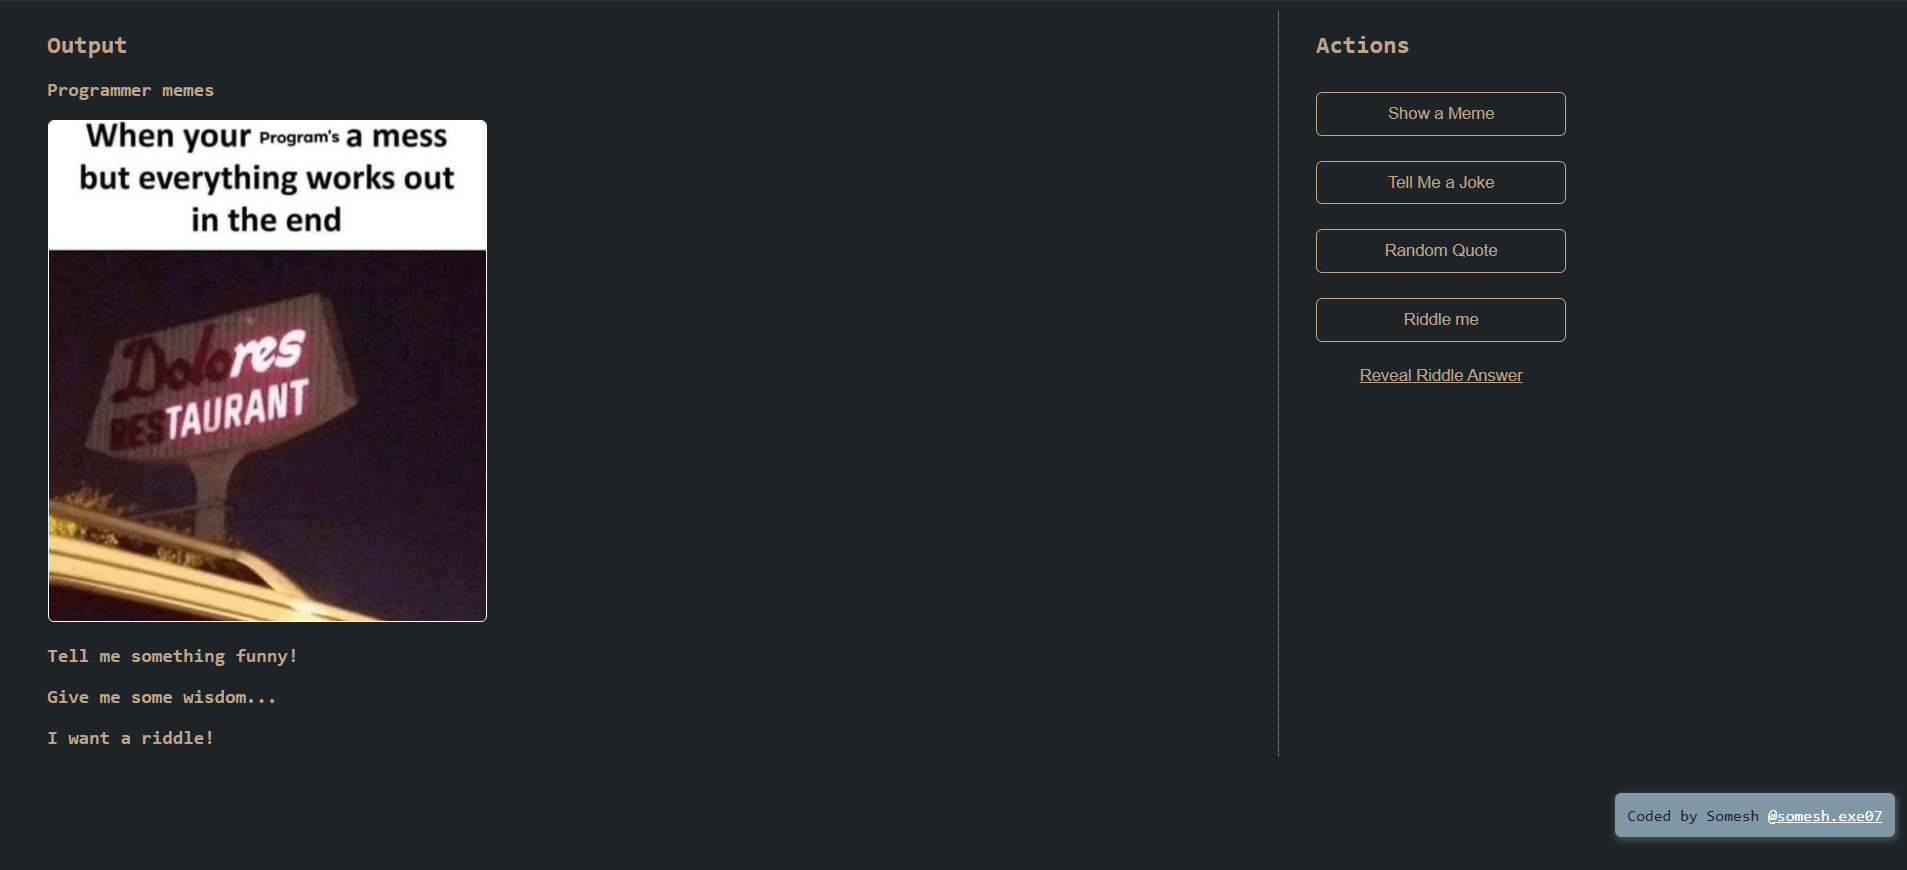 Output
Programmer memes
When your Program's a mess
but everything works out
in the end
Dolores
RESTAURANT
Tell me something funny!
Give me some wisdom...
I want a riddle!
Actions
Show a Meme
Tell Me a Joke
Random Quote
Riddle me
Reveal Riddle Answer
Coded by Somesh @somesh.exe07